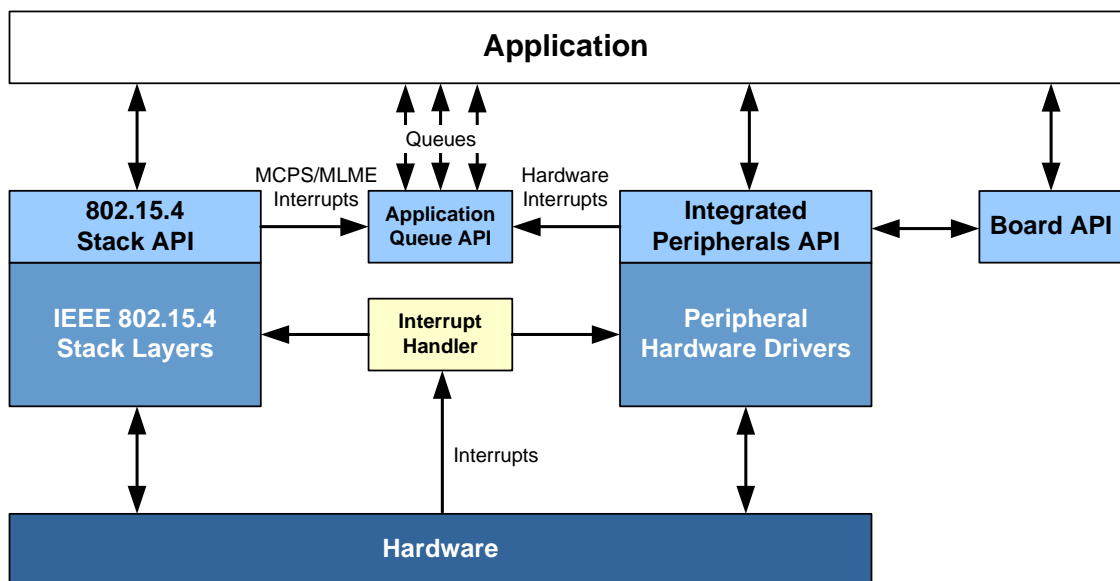 Application
Queues
MCPS/MLME
Interrupts
Hardware
Interrupts
802.15.4
Stack API
Application
Queue API
Integrated
Peripherals API
Board API
IEEE 802.15.4
Stack Layers
Interrupt
Handler
Peripheral
Hardware Drivers
Interrupts
Hardware